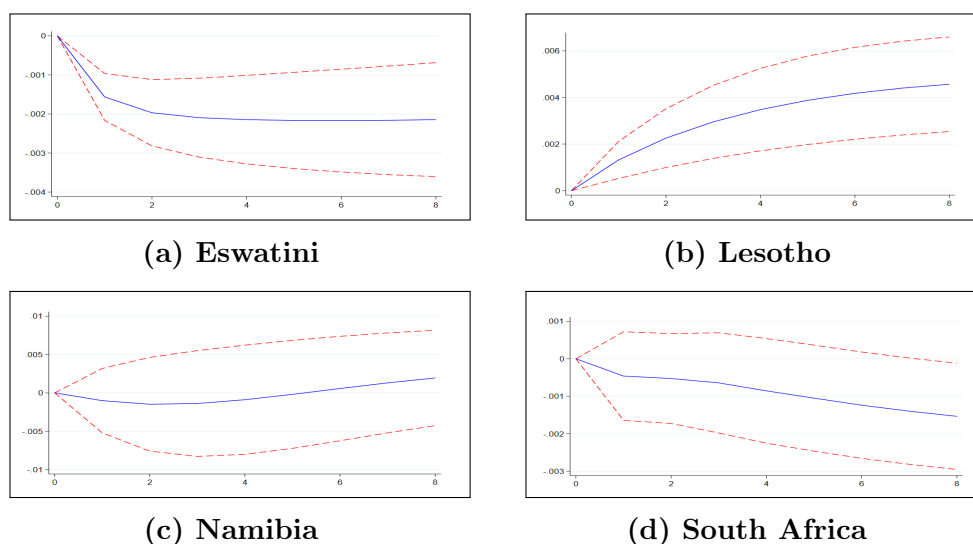 0
-.001
-.002
-.003
-.004
0 2 4 6 8
(a) Eswatini
.006
.004
.002
0
0 2 4 6 8
(b) Lesotho
.01
.005
0
-.005
-.01
0 2 4 6 8
(c) Namibia
.001
0
-.001
-.002
-.003
0 2 4 6 8
(d) South Africa